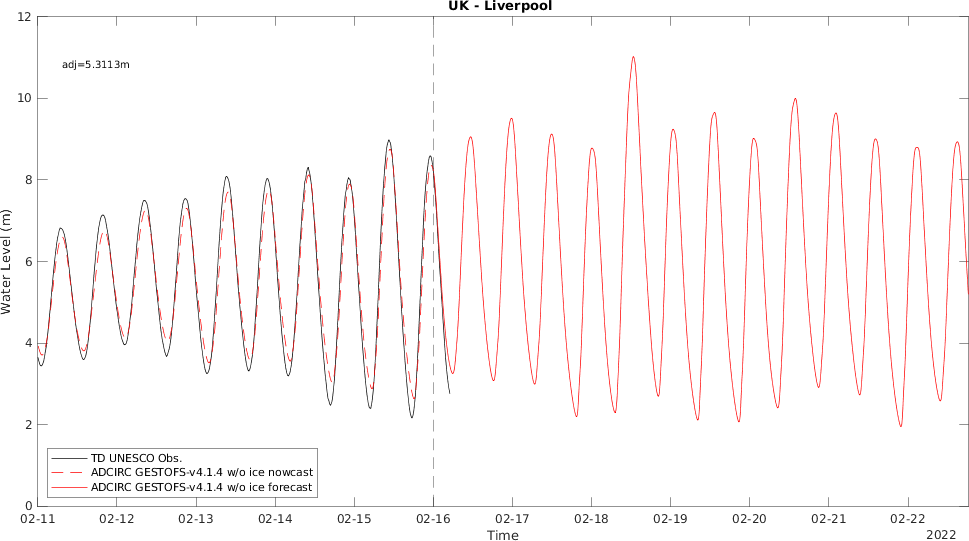 UK - Liverpool
12
adj=5.3113m
10
8
6
4
2
0
Water Level (m)
TD UNESCO Obs.
ADCIRC GESTOFS-v4.1.4 w/o ice nowcast
ADCIRC GESTOFS-v4.1.4 w/o ice forecast
02-11 02-12 02-13 02-14 02-15 02-16 02-17 02-18 02-19 02-20 02-21 02-22
Time
2022